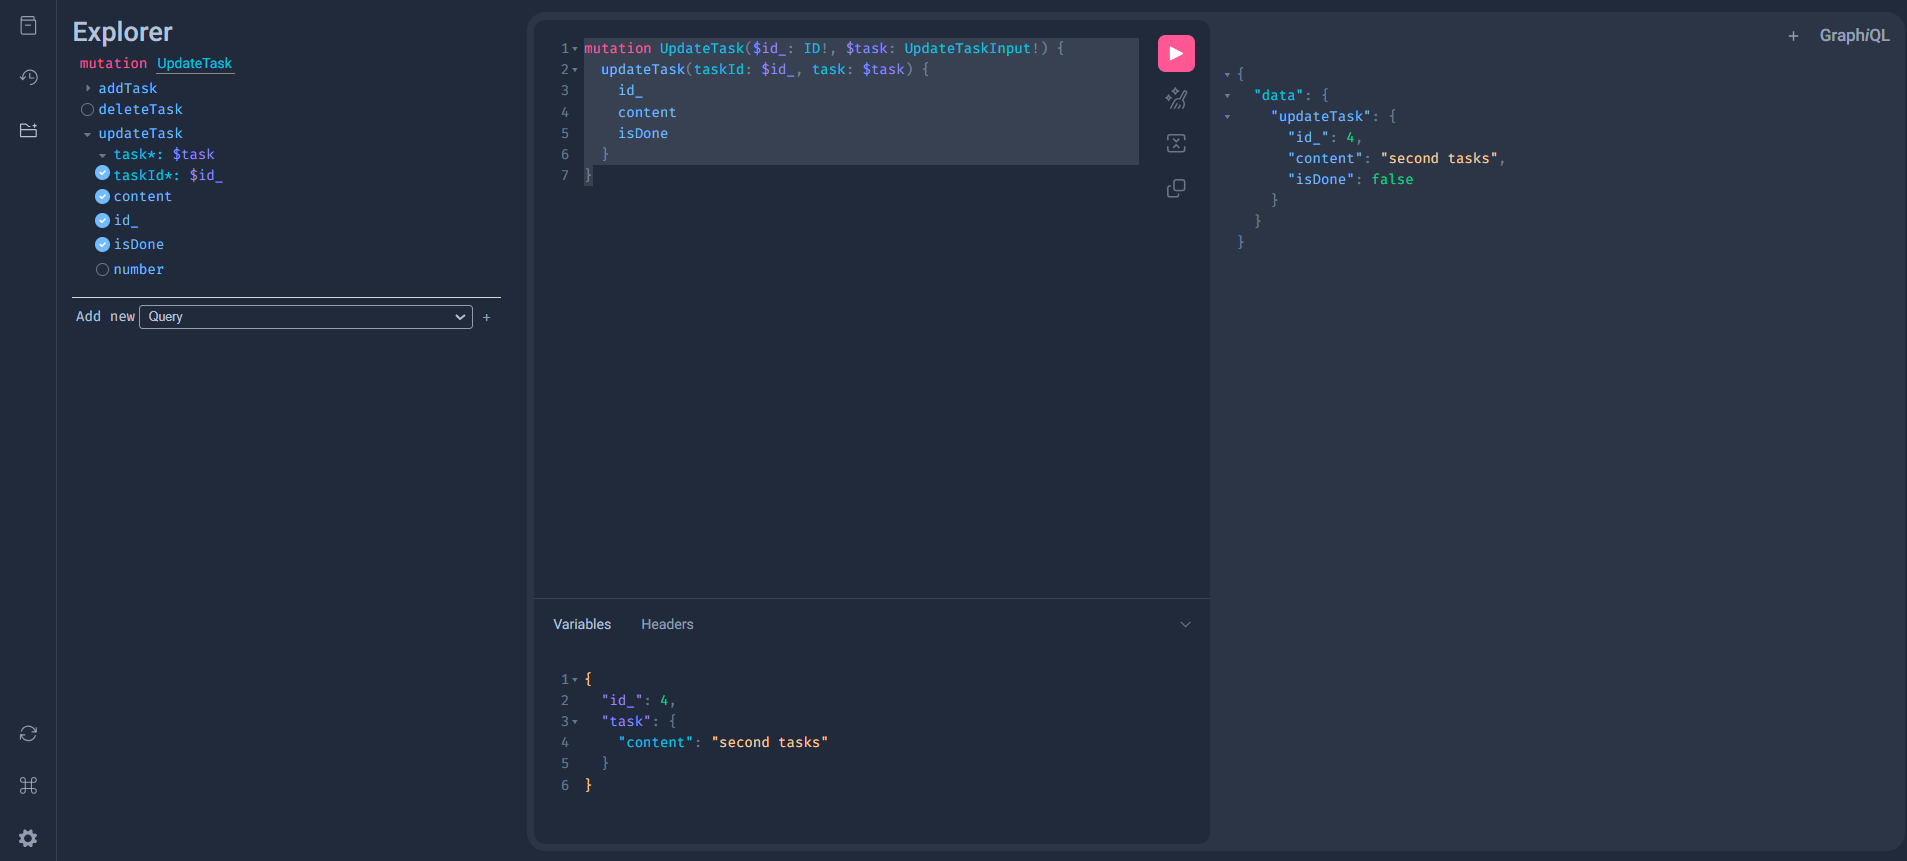 Explorer
mutation UpdateTask
addTask
deleteTask
updateTask
task*: $task
taskId*: $id_
content
id_
isDone
number
Add new Query +
1 mutation UpdateTask($id_: ID!, $task: UpdateTaskInput!) {
2 updateTask(taskId: $id_, task: $task) {
3 id_
4 content
5 isDone
6 }
7 }
Variables Headers
1 {
2 "id_": 4,
3 "task": {
4 "content": "second tasks"
5 }
6 }
+ GraphiQL
{
"data": {
"updateTask": {
"id_": 4,
"content": "second tasks",
"isDone": false
}
}
}